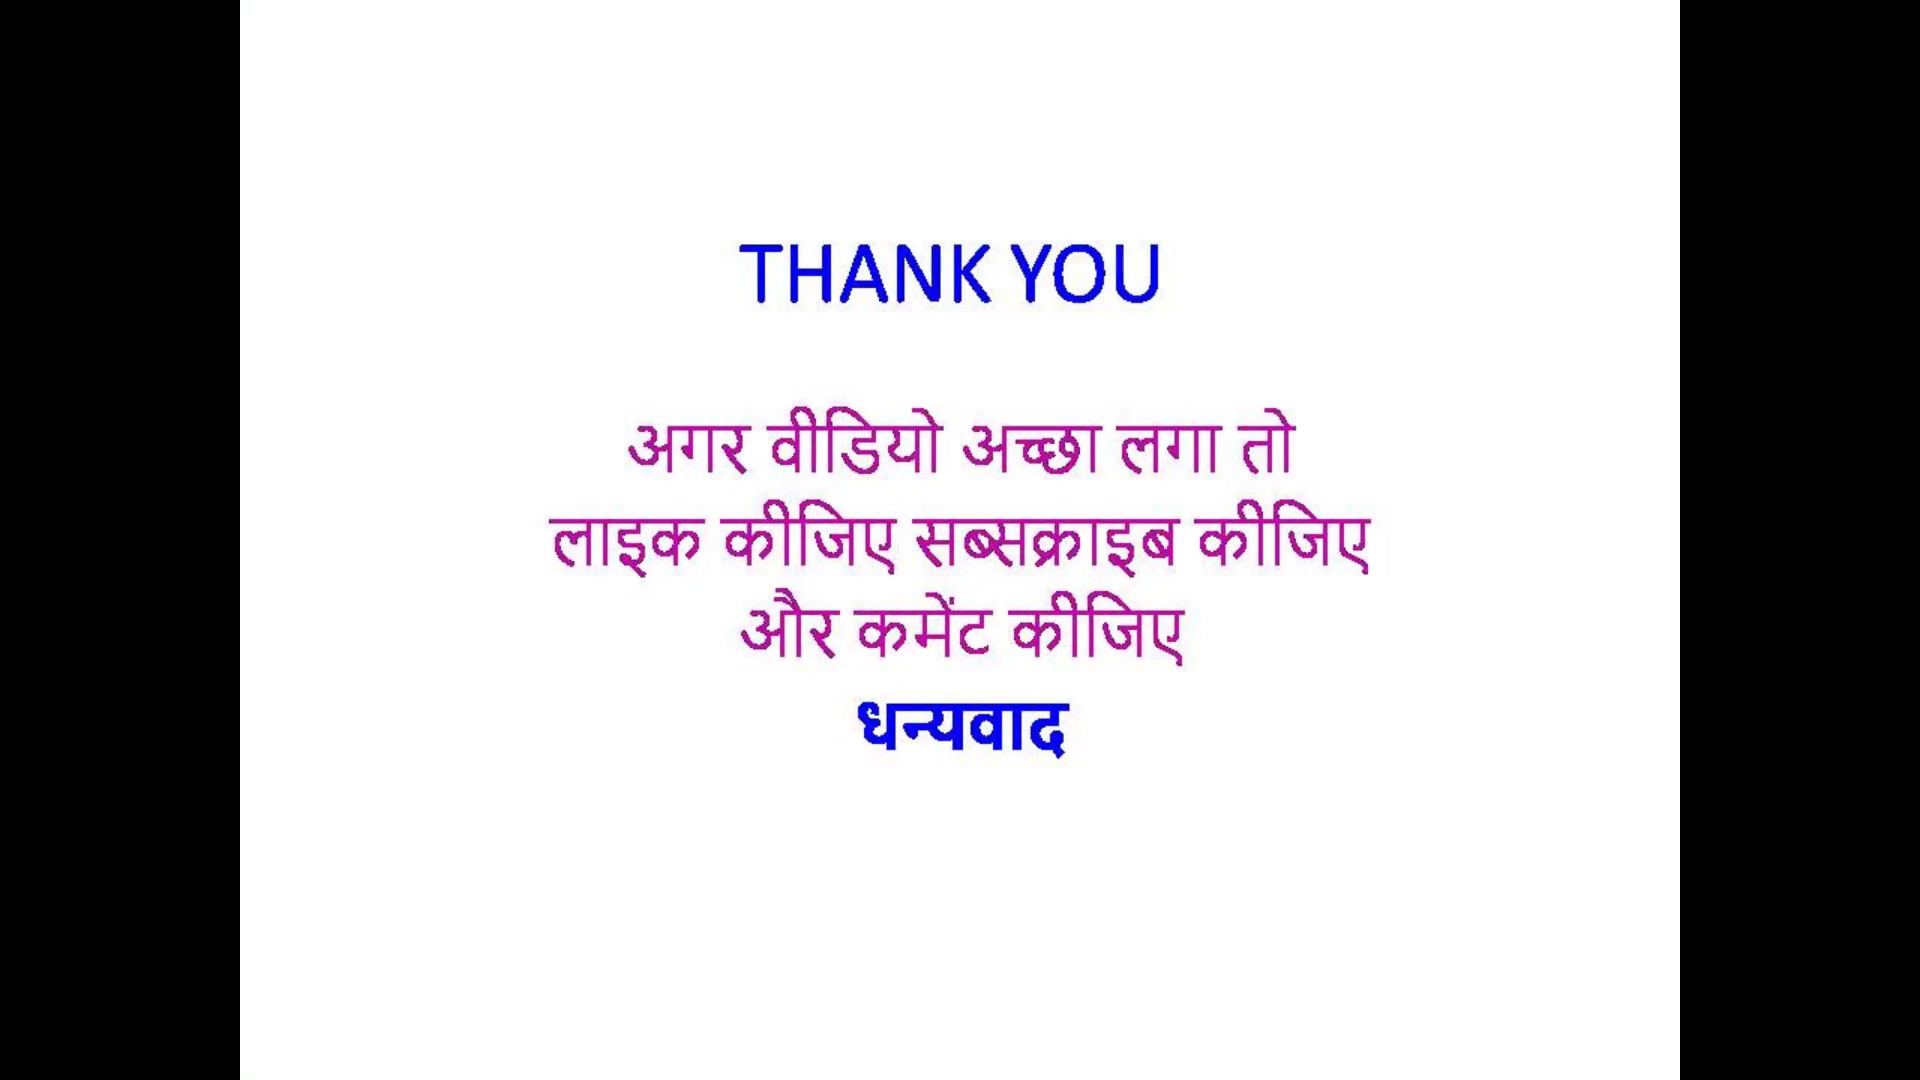 THANK YOU
अगर वीडियो अच्छा लगा तो
लाइक कीजिए सब्सक्राइब कीजिए
और कमेंट कीजिए
धन्यवाद